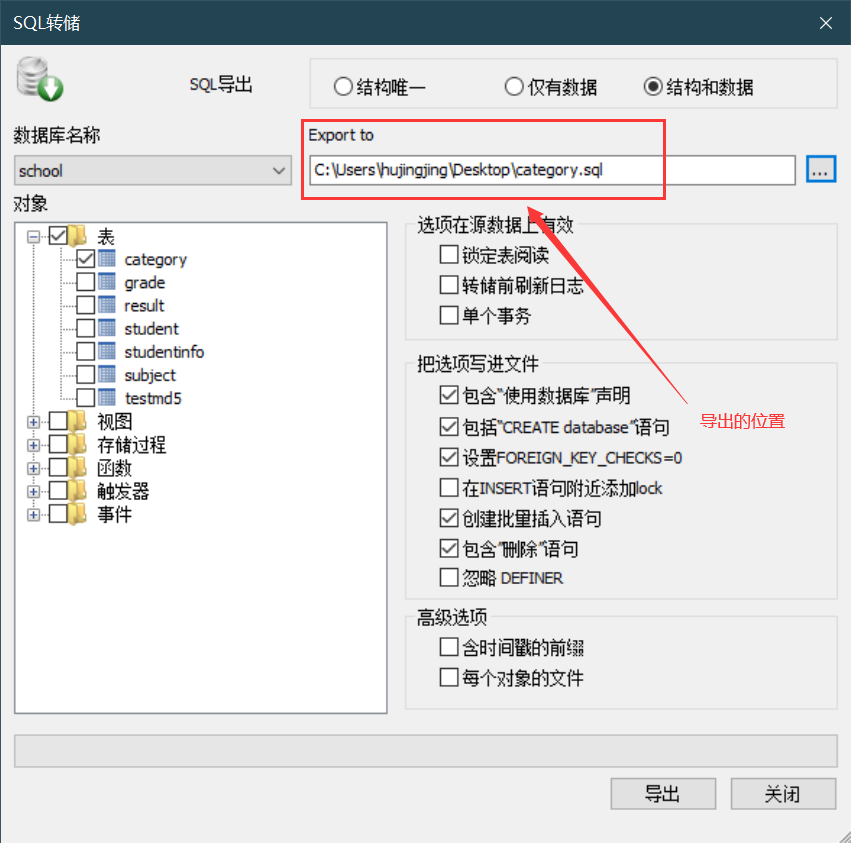 SQL转储
SQL导出
结构唯一
仅有数据
结构和数据
数据库名称
Export to
school
C:\Users\hujingjing\Desktop\category.sql
...
对象
表
category
grade
result
student
studentinfo
subject
testmd5
视图
存储过程
函数
触发器
事件
选项在源数据上有效
锁定表阅读
转储前刷新日志
单个事务
把选项写进文件
包含"使用数据库"声明
包括"CREATE database"语句
设置FOREIGN_KEY_CHECKS=0
在INSERT语句附近添加lock
创建批量插入语句
包含"删除"语句
忽略 DEFINER
导出的位置
高级选项
含时间戳的前缀
每个对象的文件
导出
关闭